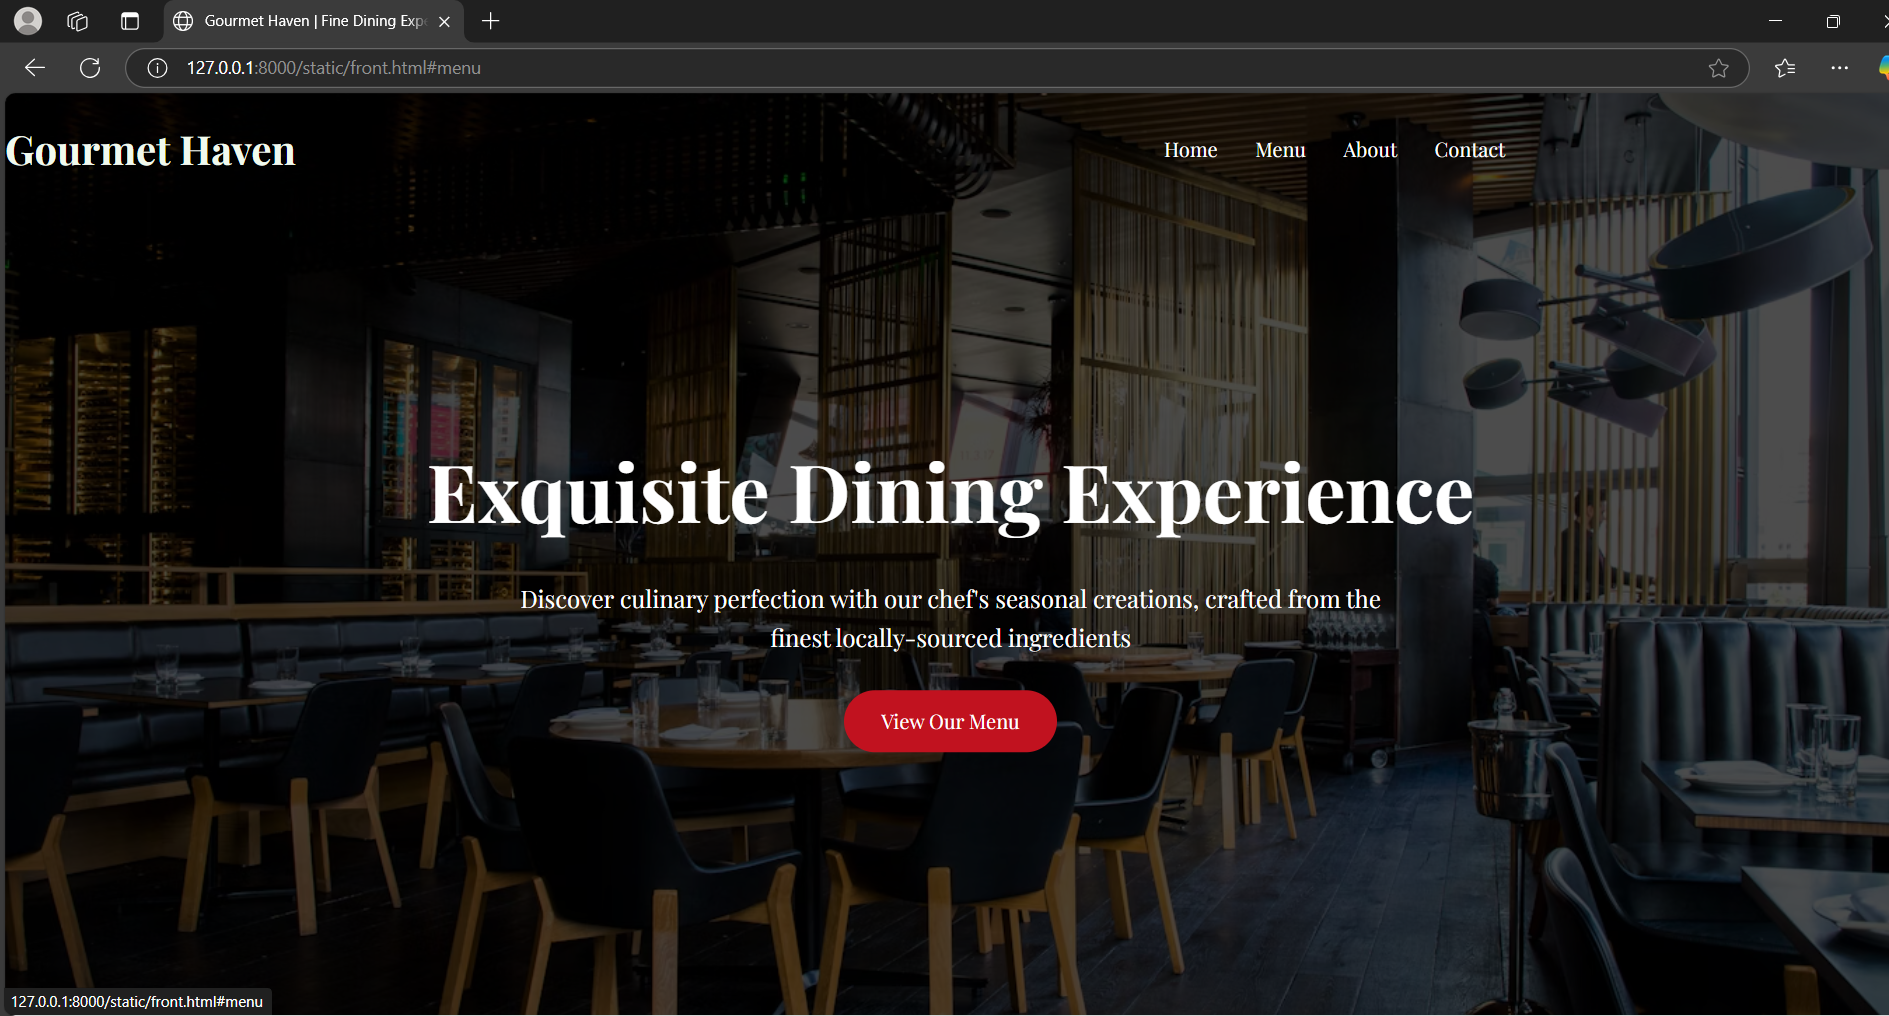 Gourmet Haven | Fine Dining Exp
127.0.0.1:8000/static/front.html#menu
Gourmet Haven
Home Menu About Contact
Exquisite Dining Experience
Discover culinary perfection with our chef's seasonal creations, crafted from the
finest locally-sourced ingredients
View Our Menu
127.0.0.1:8000/static/front.html#menu